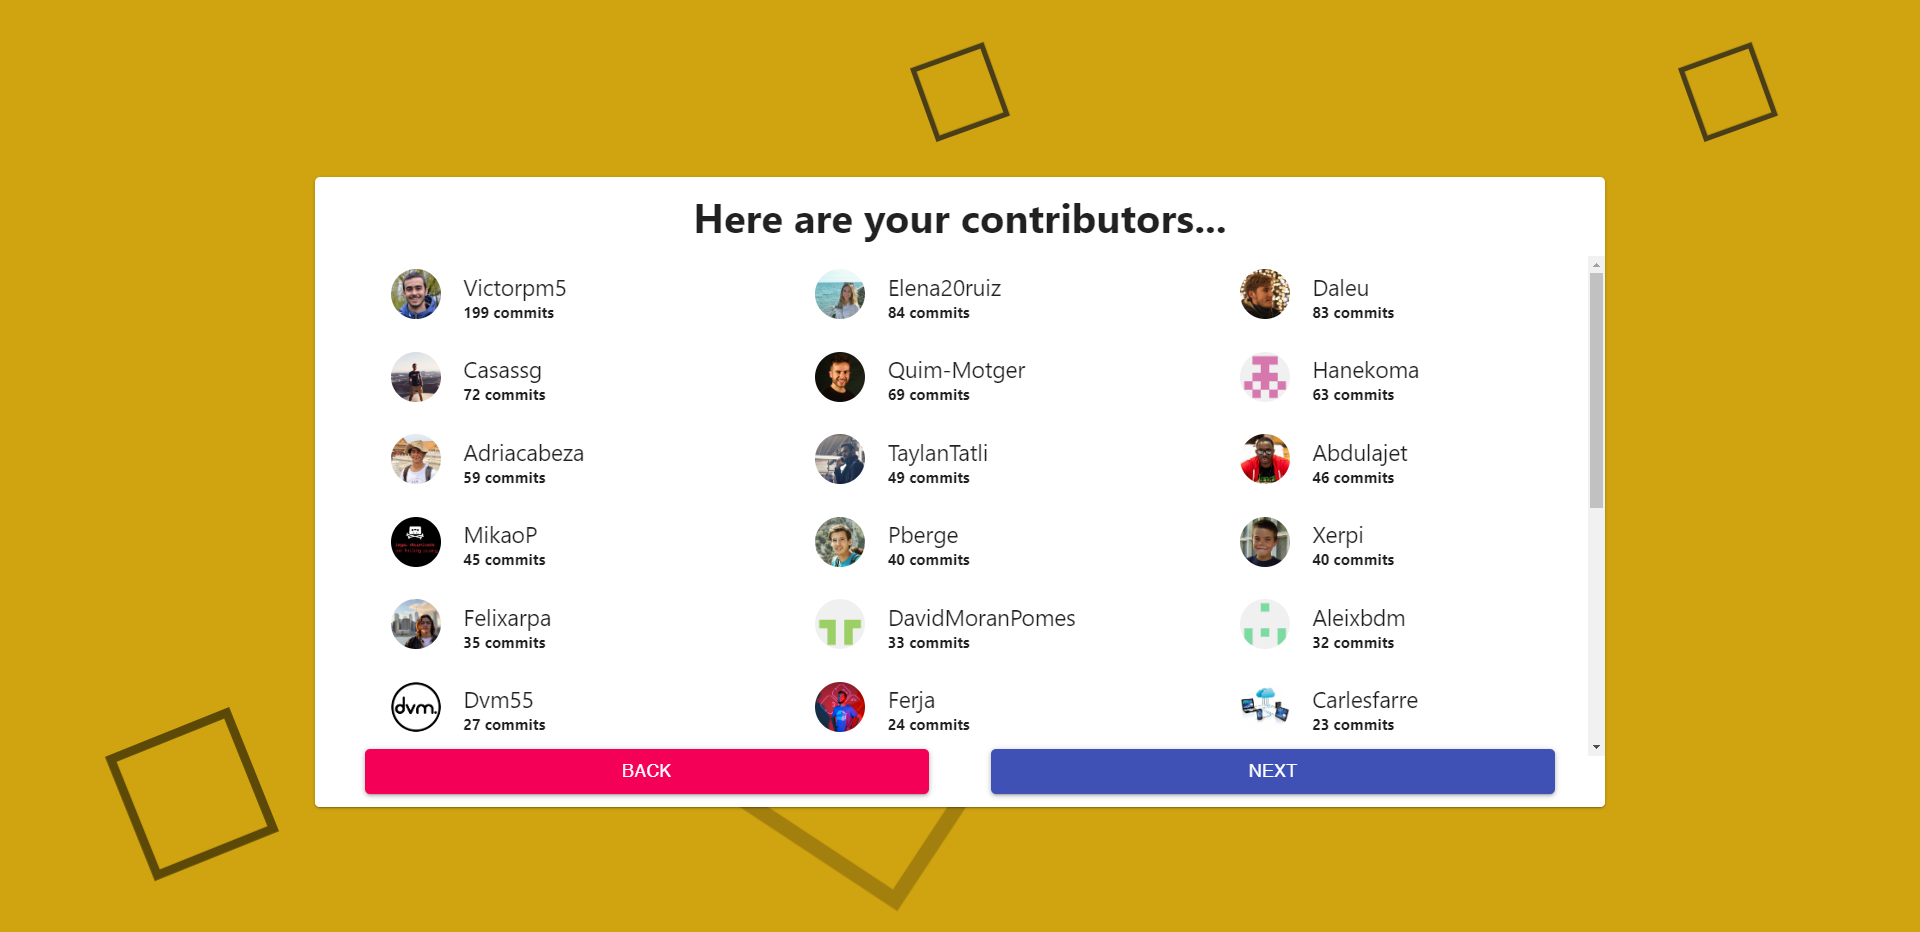 Here are your contributors...
Victorpm5
199 commits
Elena20ruiz
84 commits
Daleu
83 commits
Casassg
72 commits
Quim-Motger
69 commits
Hanekoma
63 commits
Adriacabeza
59 commits
TaylanTatli
49 commits
Abdulajet
46 commits
MikaoP
45 commits
Pberge
40 commits
Xerpi
40 commits
Felixarpa
35 commits
DavidMoranPomes
33 commits
Aleixbdm
32 commits
dvm.
Dvm55
27 commits
Ferja
24 commits
Carlesfarre
23 commits
BACK
NEXT